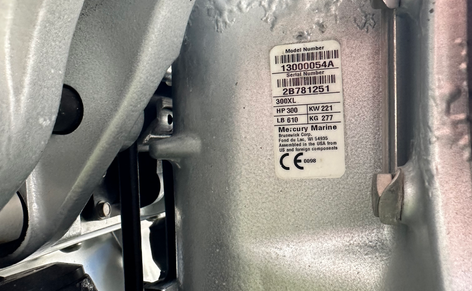 Model Number
13000054A
Serial Number
2B781251
300XL
HP 300 KW 221
LB 610 KG 277
Mercury Marine
Brunswick Corp.
Fond du Lac, WI 54935
Assembled in the USA from
US and foreign components
CE 0098